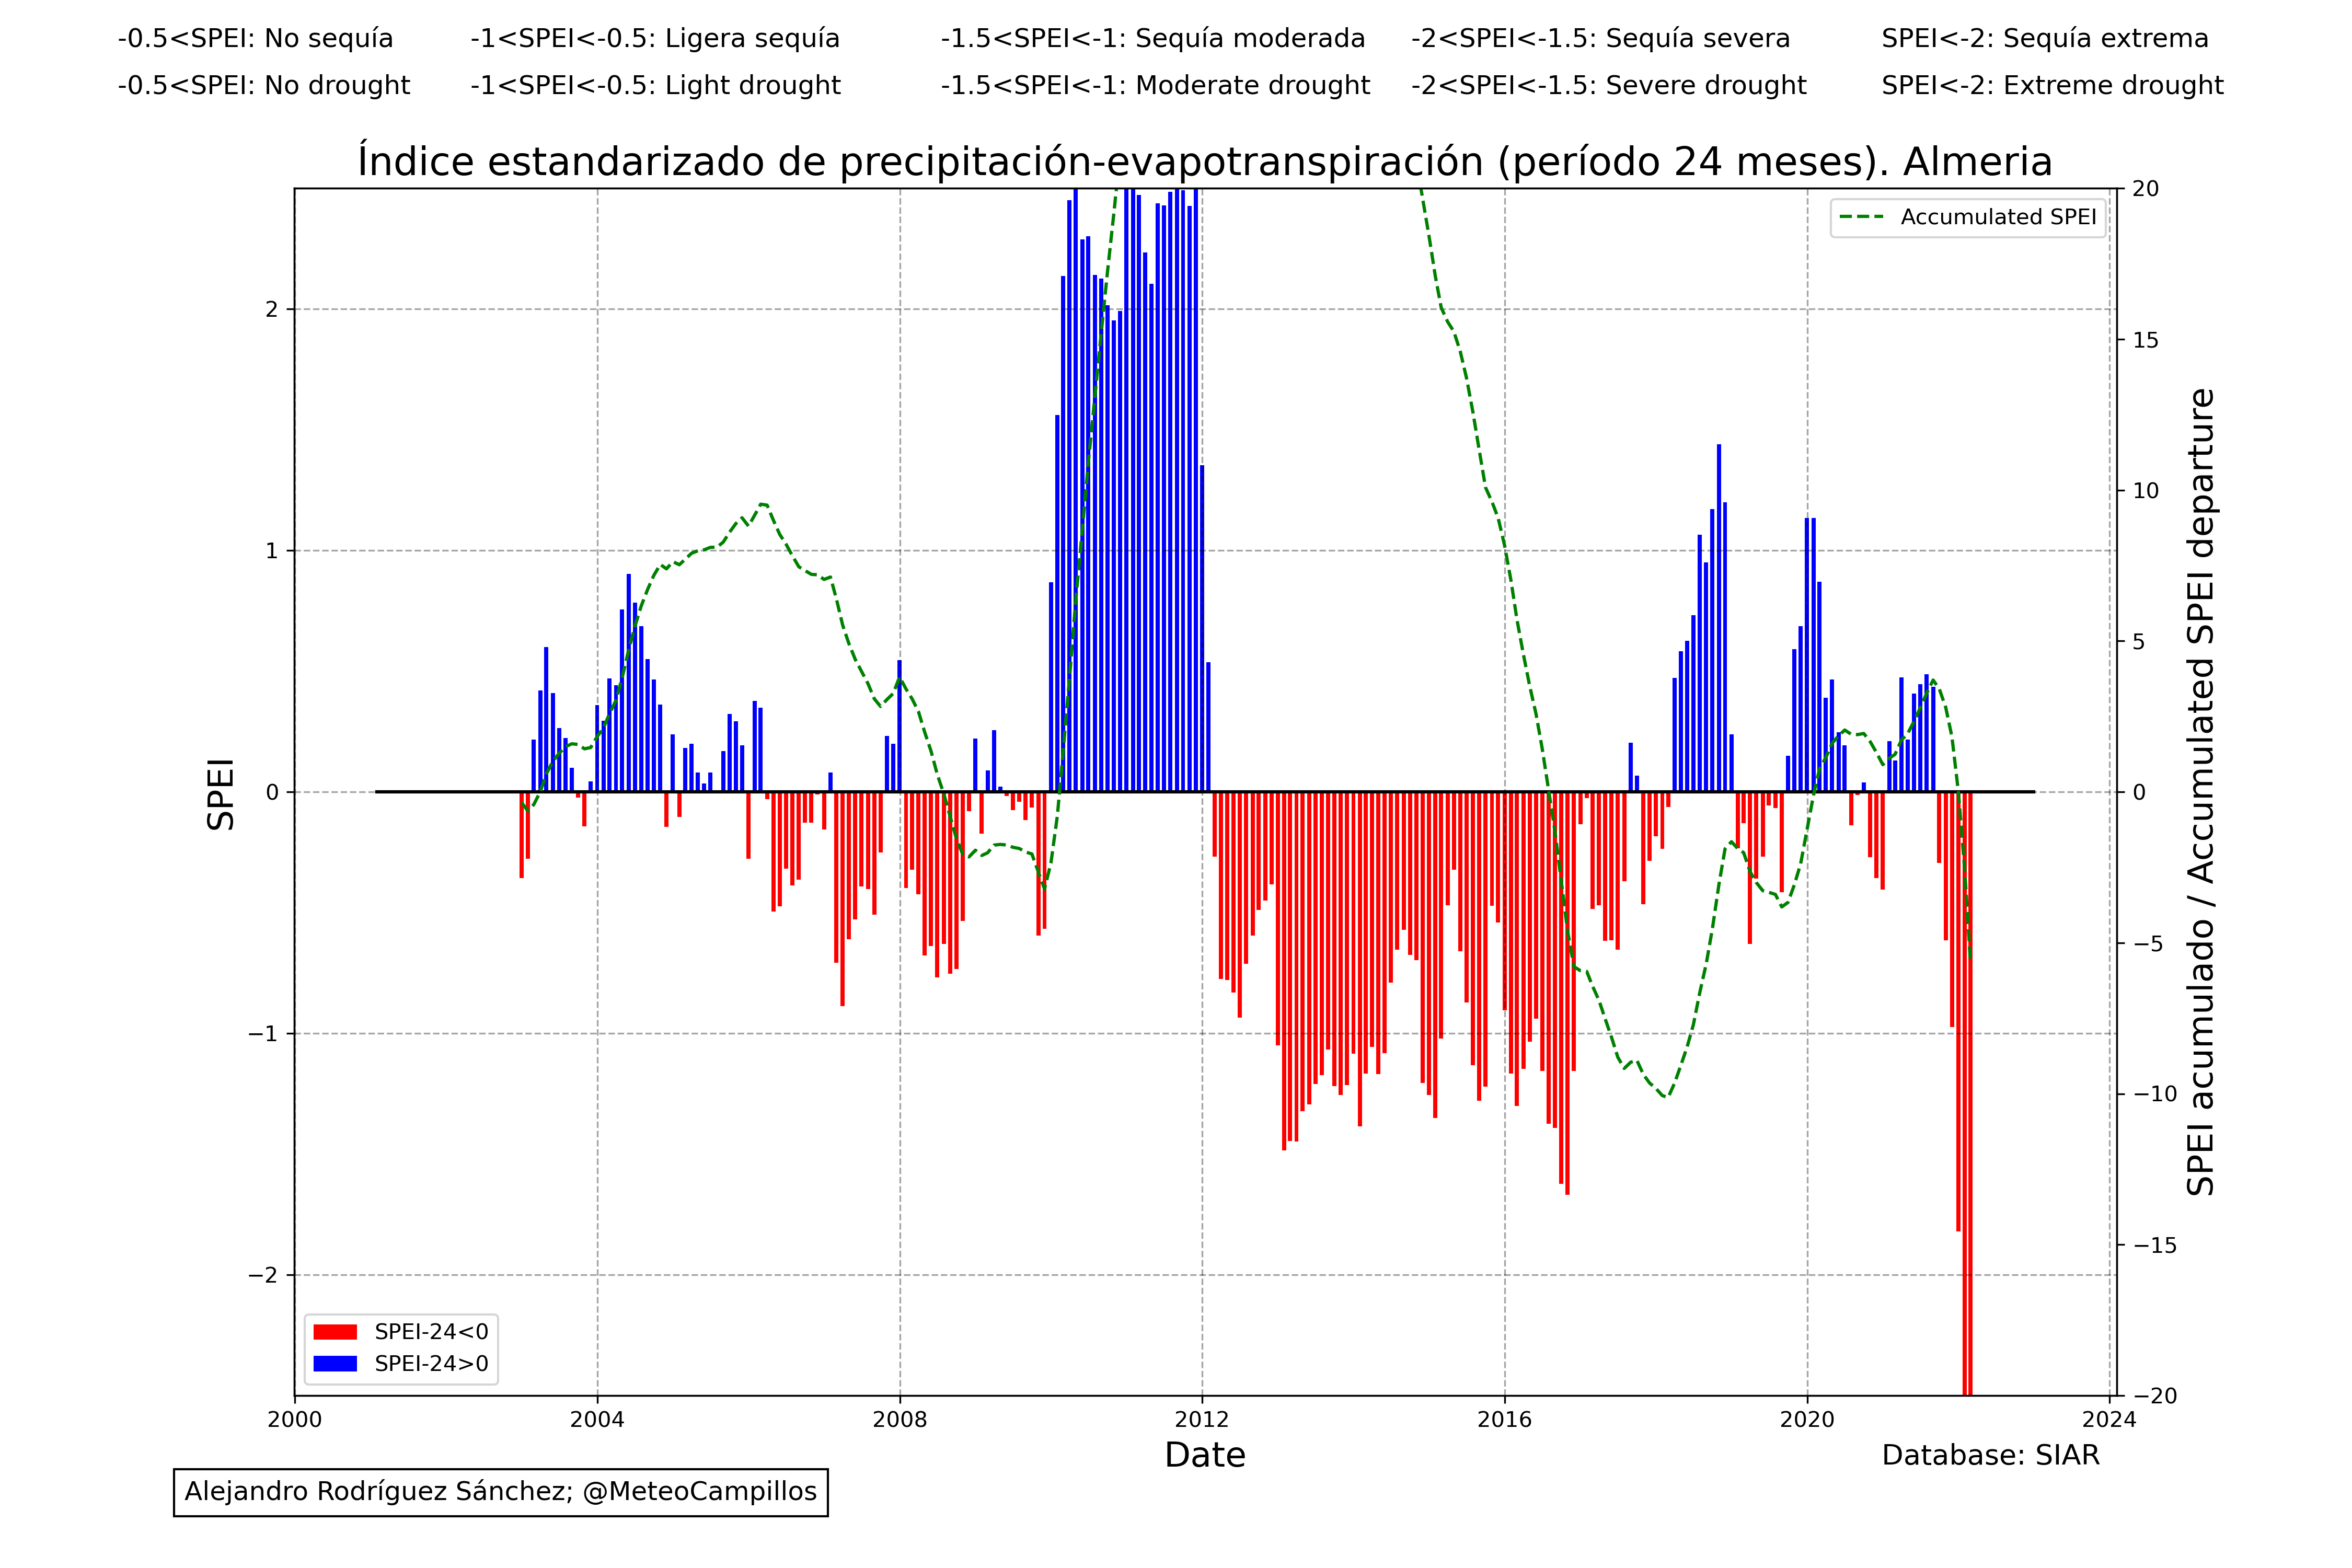 -0.5<SPEI: No sequía -1<SPEI<-0.5: Ligera sequía -1.5<SPEI<-1: Sequía moderada -2<SPEI<-1.5: Sequía severa SPEI<-2: Sequía extrema
-0.5<SPEI: No drought -1<SPEI<-0.5: Light drought -1.5<SPEI<-1: Moderate drought -2<SPEI<-1.5: Severe drought SPEI<-2: Extreme drought
Índice estandarizado de precipitación-evapotranspiración (período 24 meses). Almeria
SPEI
2
1
0
−1
−2
Accumulated SPEI
20
15
10
5
0
−5
−10
−15
−20
SPEI acumulado / Accumulated SPEI departure
SPEI-24<0
SPEI-24>0
2000 2004 2008 2012 2016 2020 2024
Date
Database: SIAR
Alejandro Rodríguez Sánchez; @MeteoCampillos